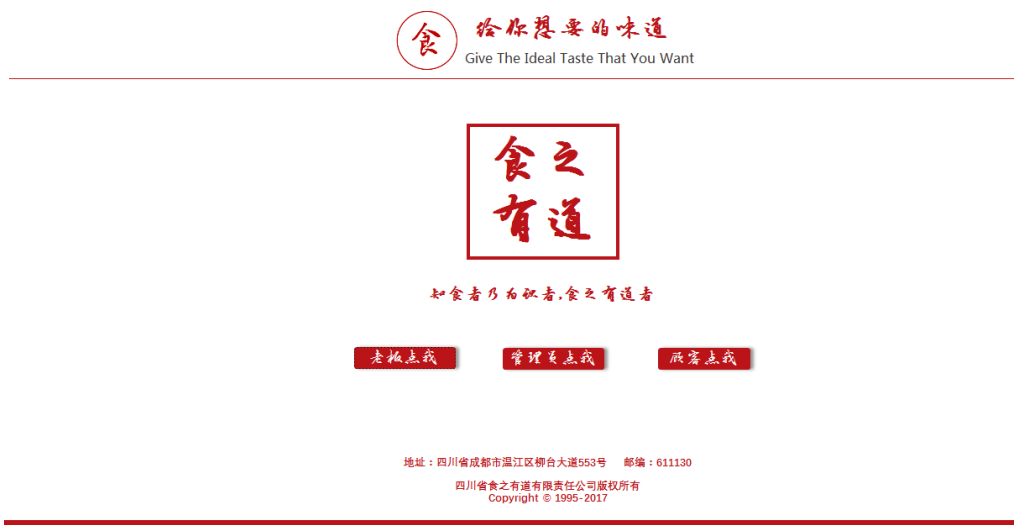 食
给你想要的味道
Give The Ideal Taste That You Want
食之
有道
知食者乃为识者,食之有道者
老板点我 管理员点我 顾客点我
地址：四川省成都市温江区柳台大道553号 邮编：611130
四川省食之有道有限责任公司版权所有
Copyright © 1995-2017